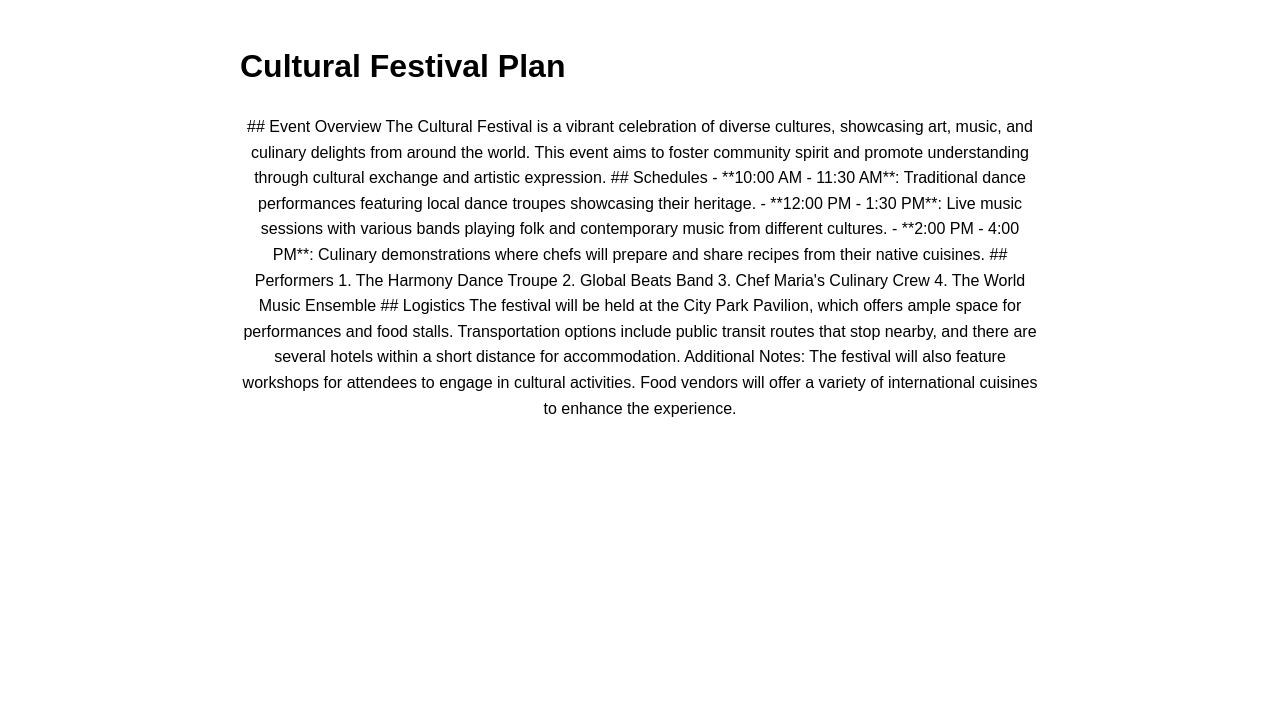 Cultural Festival Plan
## Event Overview The Cultural Festival is a vibrant celebration of diverse cultures, showcasing art, music, and
culinary delights from around the world. This event aims to foster community spirit and promote understanding
through cultural exchange and artistic expression. ## Schedules - **10:00 AM - 11:30 AM**: Traditional dance
performances featuring local dance troupes showcasing their heritage. - **12:00 PM - 1:30 PM**: Live music
sessions with various bands playing folk and contemporary music from different cultures. - **2:00 PM - 4:00
PM**: Culinary demonstrations where chefs will prepare and share recipes from their native cuisines. ##
Performers 1. The Harmony Dance Troupe 2. Global Beats Band 3. Chef Maria's Culinary Crew 4. The World
Music Ensemble ## Logistics The festival will be held at the City Park Pavilion, which offers ample space for
performances and food stalls. Transportation options include public transit routes that stop nearby, and there are
several hotels within a short distance for accommodation. Additional Notes: The festival will also feature
workshops for attendees to engage in cultural activities. Food vendors will offer a variety of international cuisines
to enhance the experience.